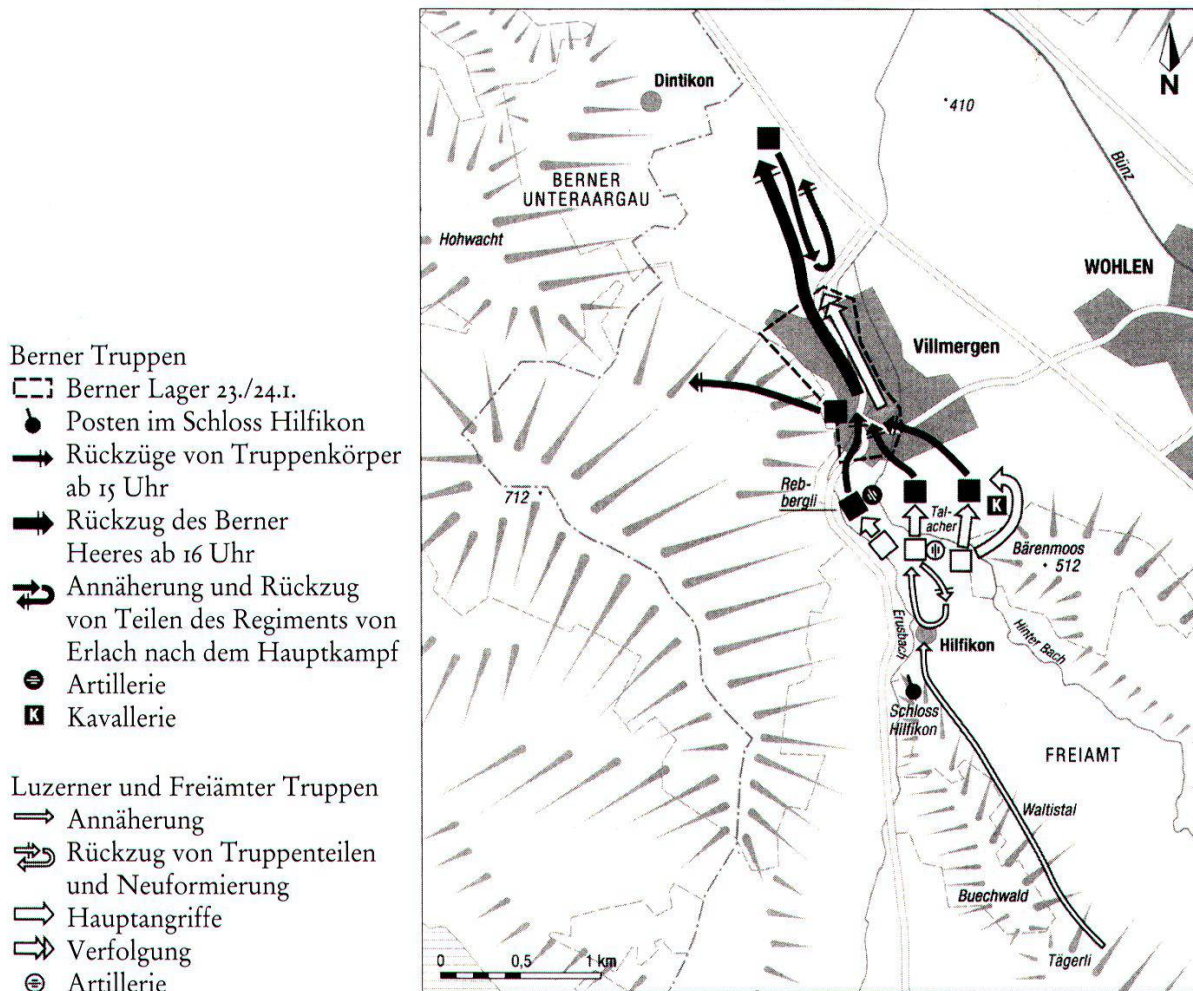 Berner Truppen
Berner Lager 23./24.1.
Posten im Schloss Hilfikon
Rückzüge von Truppenkörper
ab 15 Uhr
Rückzug des Berner
Heeres ab 16 Uhr
Annäherung und Rückzug
von Teilen des Regiments von
Erlach nach dem Hauptkampf
Artillerie
K Kavallerie
Luzerner und Freiämter Truppen
Annäherung
Rückzug von Truppenteilen
und Neuformierung
Hauptangriffe
Verfolgung
Artillerie
N
Dintikon
410
Bünz
BERNER
UNTERAARGAU
Hohwacht
WOHLEN
Villmergen
712
Reb-
bergli
Tal-
acher
K
Bärenmoos
512
Erusbach
Hilfikon
Hinter Bach
Schloss
Hilfikon
FREIAMT
Waltistal
Buechwald
Tägerli
0 0,5 1 km